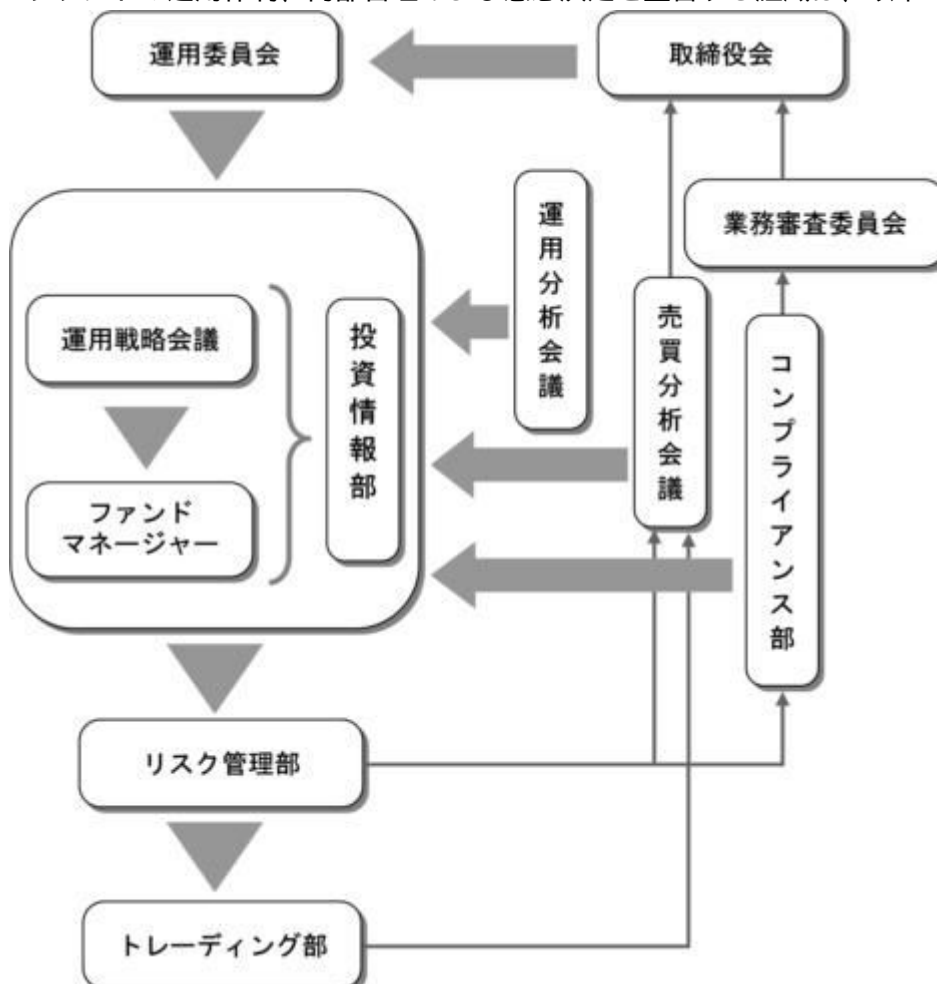 運用委員会
取締役会
業務審査委員会
運用分析会議
売買分析会議
コンプライアンス部
運用戦略会議
投資情報部
ファンド
マネージャー
リスク管理部
トレーディング部